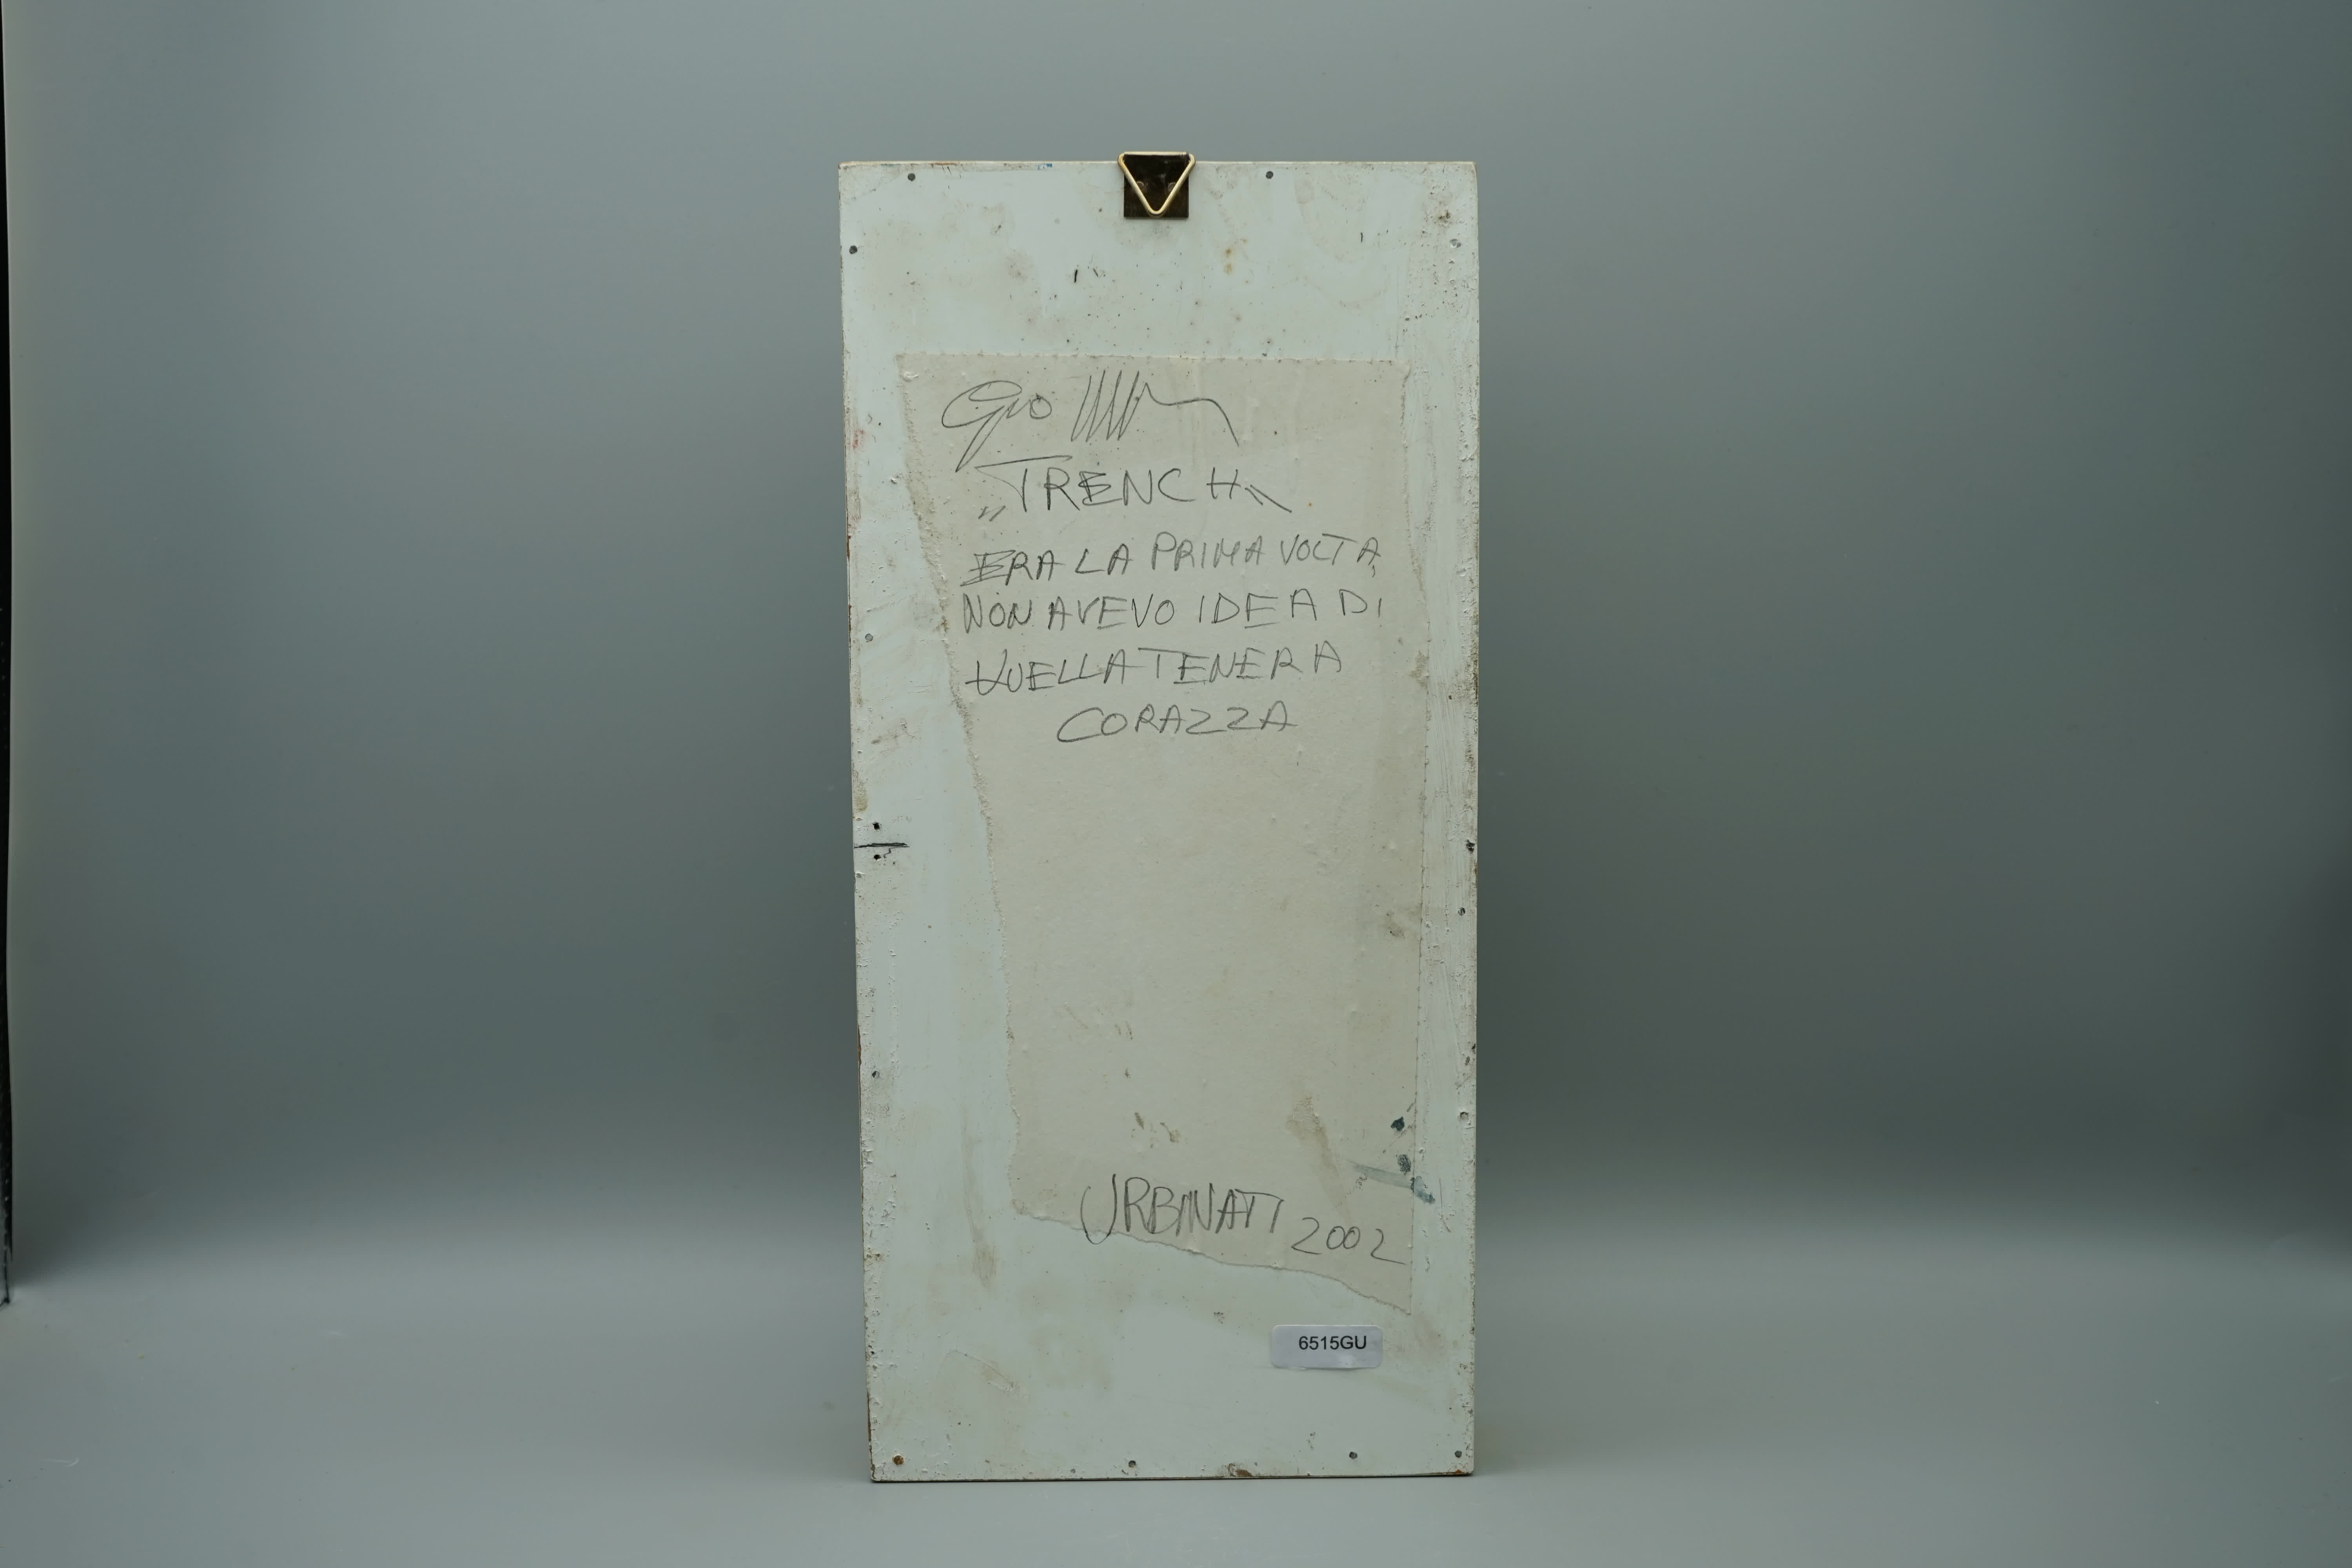 Gio
„TRENCH"
ERA LA PRIMA VOLTA,
NON AVEVO IDEA DI
QUELLA TENERA
CORAZZA
URBINATI 2002
6515GU